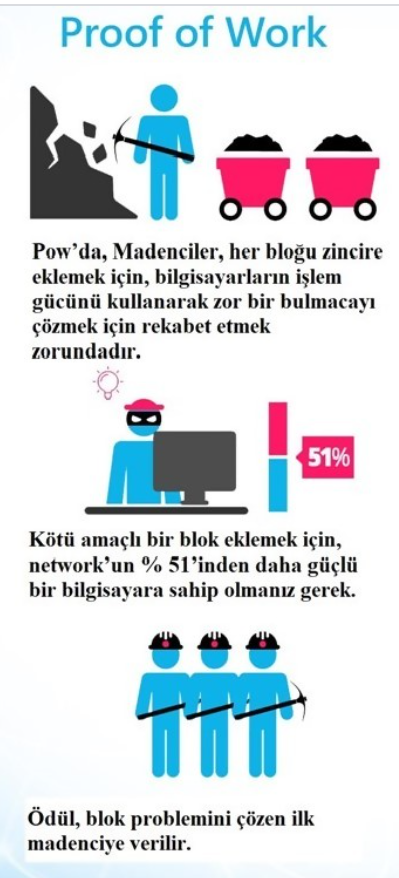 Proof of Work
Pow’da, Madenciler, her bloğu zincire
eklemek için, bilgisayarların işlem
gücünü kullanarak zor bir bulmacayı
çözmek için rekabet etmek
zorundadır.
51%
Kötü amaçlı bir blok eklemek için,
network’un % 51’inden daha güçlü
bir bilgisayara sahip olmanız gerek.
Ödül, blok problemini çözen ilk
madenciye verilir.